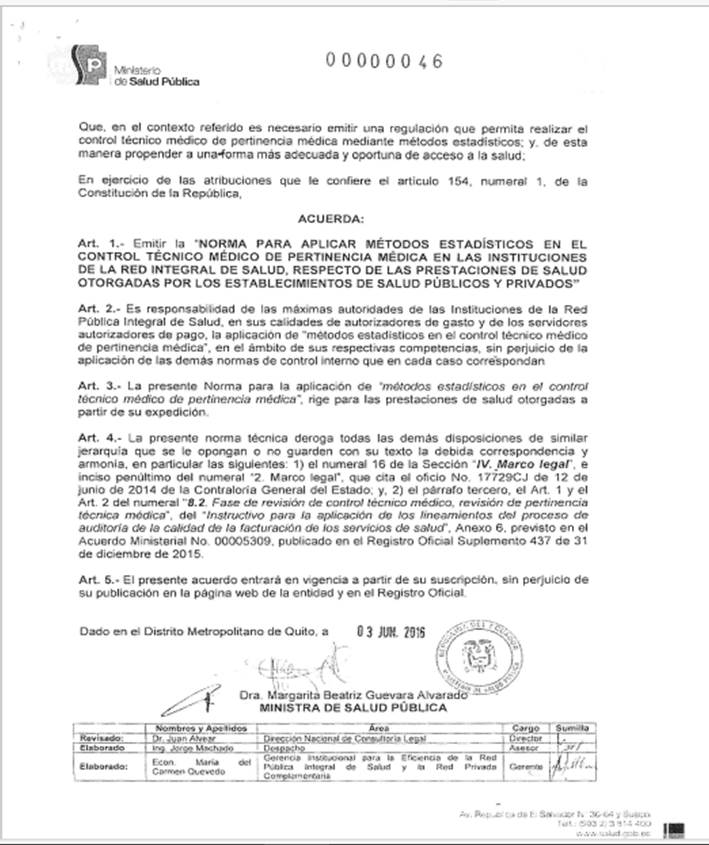 00000046
Ministerio
de Salud Pública
Que, en el contexto referido es necesario emitir una regulación que permita realizar el
control técnico médico de pertinencia médica mediante métodos estadísticos; y, de esta
manera propender a una forma más adecuada y oportuna de acceso a la salud;
En ejercicio de las atribuciones que le confiere el artículo 154, numeral 1, de la
Constitución de la República,
ACUERDA:
Art. 1.- Emitir la "NORMA PARA APLICAR MÉTODOS ESTADÍSTICOS EN EL
CONTROL TÉCNICO MÉDICO DE PERTINENCIA MÉDICA EN LAS INSTITUCIONES
DE LA RED INTEGRAL DE SALUD, RESPECTO DE LAS PRESTACIONES DE SALUD
OTORGADAS POR LOS ESTABLECIMIENTOS DE SALUD PÚBLICOS Y PRIVADOS"
Art. 2.- Es responsabilidad de las máximas autoridades de las Instituciones de la Red
Pública Integral de Salud, en sus calidades de autorizadores de gasto y de los servidores
autorizadores de pago, la aplicación de "métodos estadísticos en el control técnico médico
de pertinencia médica", en el ámbito de sus respectivas competencias, sin perjuicio de la
aplicación de las demás normas de control interno que en cada caso correspondan
Art. 3.- La presente Norma para la aplicación de "métodos estadísticos en el control
técnico médico de pertinencia médica", rige para las prestaciones de salud otorgadas a
partir de su expedición.
Art. 4.- La presente norma técnica deroga todas las demás disposiciones de similar
jerarquía que se le opongan o no guarden con su texto la debida correspondencia y
armonía, en particular las siguientes: 1) el numeral 16 de la Sección "IV. Marco legal", e
inciso penúltimo del numeral "2. Marco legal", que cita el oficio No. 17729CJ de 12 de
junio de 2014 de la Contraloría General del Estado; y, 2) el párrafo tercero, el Art. 1 y el
Art. 2 del numeral "8.2. Fase de revisión de control técnico médico, revisión de pertinencia
técnica médica", del "Instructivo para la aplicación de los lineamientos del proceso de
auditoría de la calidad de la facturación de los servicios de salud", Anexo 6, previsto en el
Acuerdo Ministerial No. 00005309, publicado en el Registro Oficial Suplemento 437 de 31
de diciembre de 2015.
Art. 5.- El presente acuerdo entrará en vigencia a partir de su suscripción, sin perjuicio de
su publicación en la página web de la entidad y en el Registro Oficial.
Dado en el Distrito Metropolitano de Quito, a 03 JUN. 2016
Dra. Margarita Beatriz Guevara Alvarado
MINISTRA DE SALUD PÚBLICA
Nombres y Apellidos Área Cargo Sumilla
Revisado: Dr. Juan Alvear Dirección Nacional de Consultoría Legal Director
Elaborado Ing. Jorge Machado Despacho Asesor
Elaborado: Econ. María del Carmen Quevedo Gerencia Institucional para la Eficiencia de la Red Pública Integral de Salud y la Red Privada Complementaria Gerente
Av. República de El Salvador N° 36-64 y Suecia
Telf.: (593 2) 3 814 400
www.salud.gob.ec